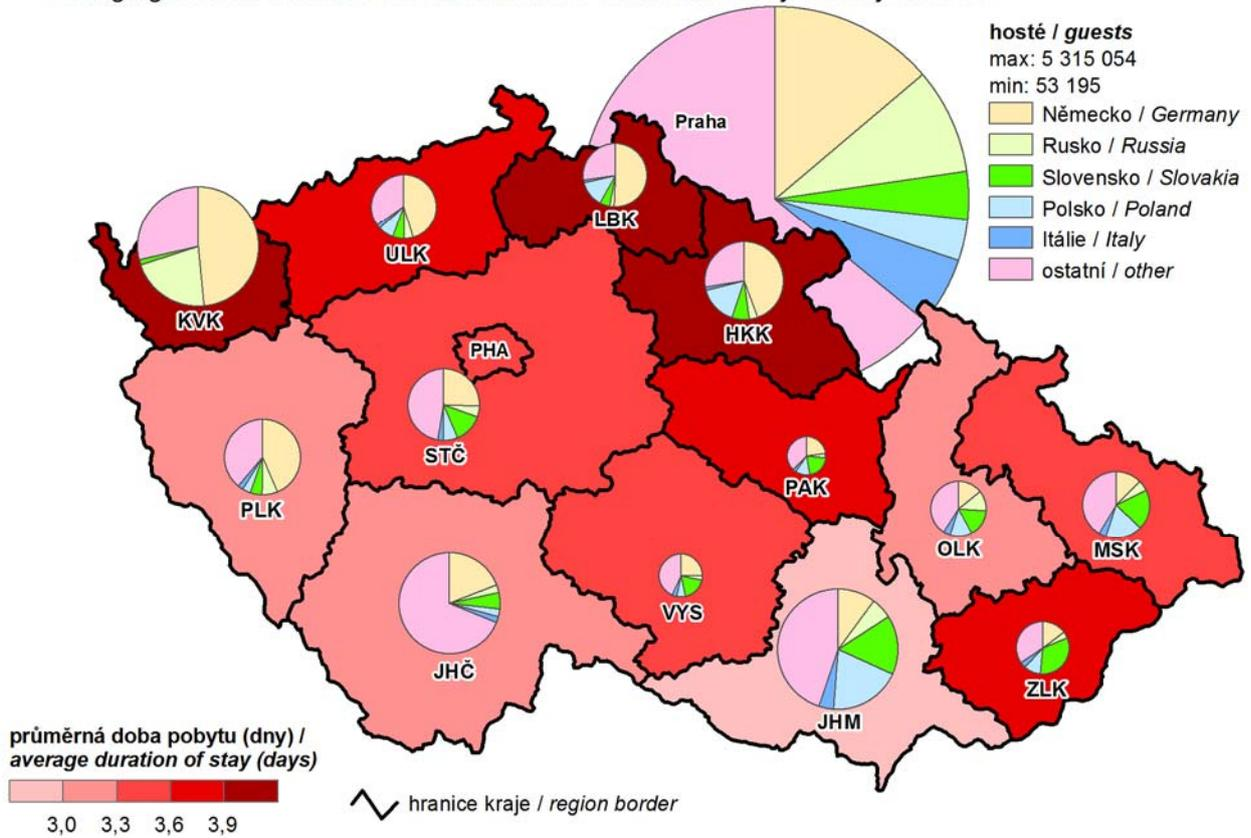 hosté / guests
max: 5 315 054
min: 53 195
Německo / Germany
Rusko / Russia
Slovensko / Slovakia
Polsko / Poland
Itálie / Italy
ostatní / other
Praha
LBK
ULK
KVK
HKK
PHA
STČ
PAK
PLK
OLK
MSK
VYS
JHČ
ZLK
JHM
průměrná doba pobytu (dny) /
average duration of stay (days)
3,0 3,3 3,6 3,9
hranice kraje / region border